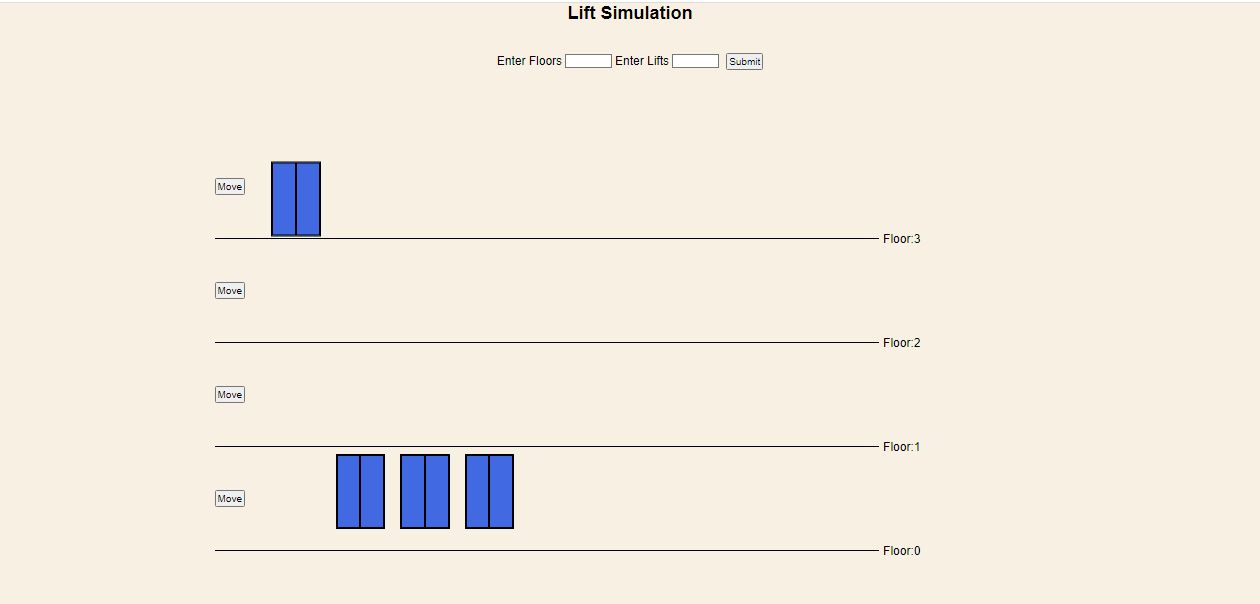 Lift Simulation
Enter Floors Enter Lifts Submit
Move
Floor:3
Move
Floor:2
Move
Floor:1
Move
Floor:0